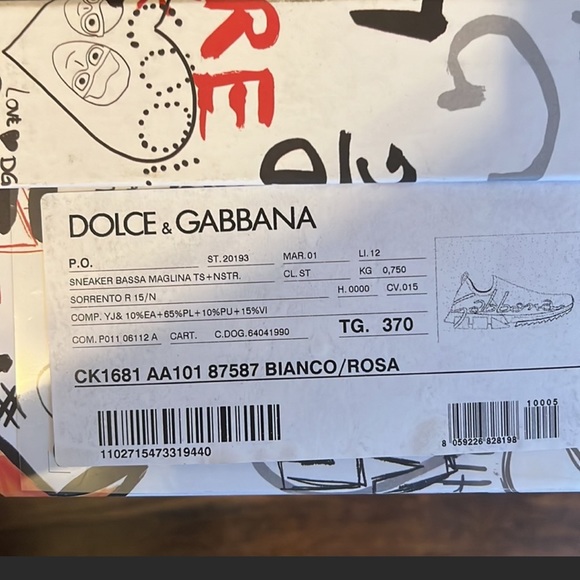 RE
LOVE DG
DOLCE & GABBANA
P.O. ST.20193 MAR.01 LI.12
SNEAKER BASSA MAGLINA TS+NSTR. CL.ST KG 0,750
SORRENTO R 15/N H.0000 CV.015
COMP. YJ& 10%EA+65%PL+10%PU+15%VI
COM. P011 06112 A CART. C.DOG.64041990 TG. 370
CK1681 AA101 87587 BIANCO/ROSA
10005
1102715473319440
8 059226 828198